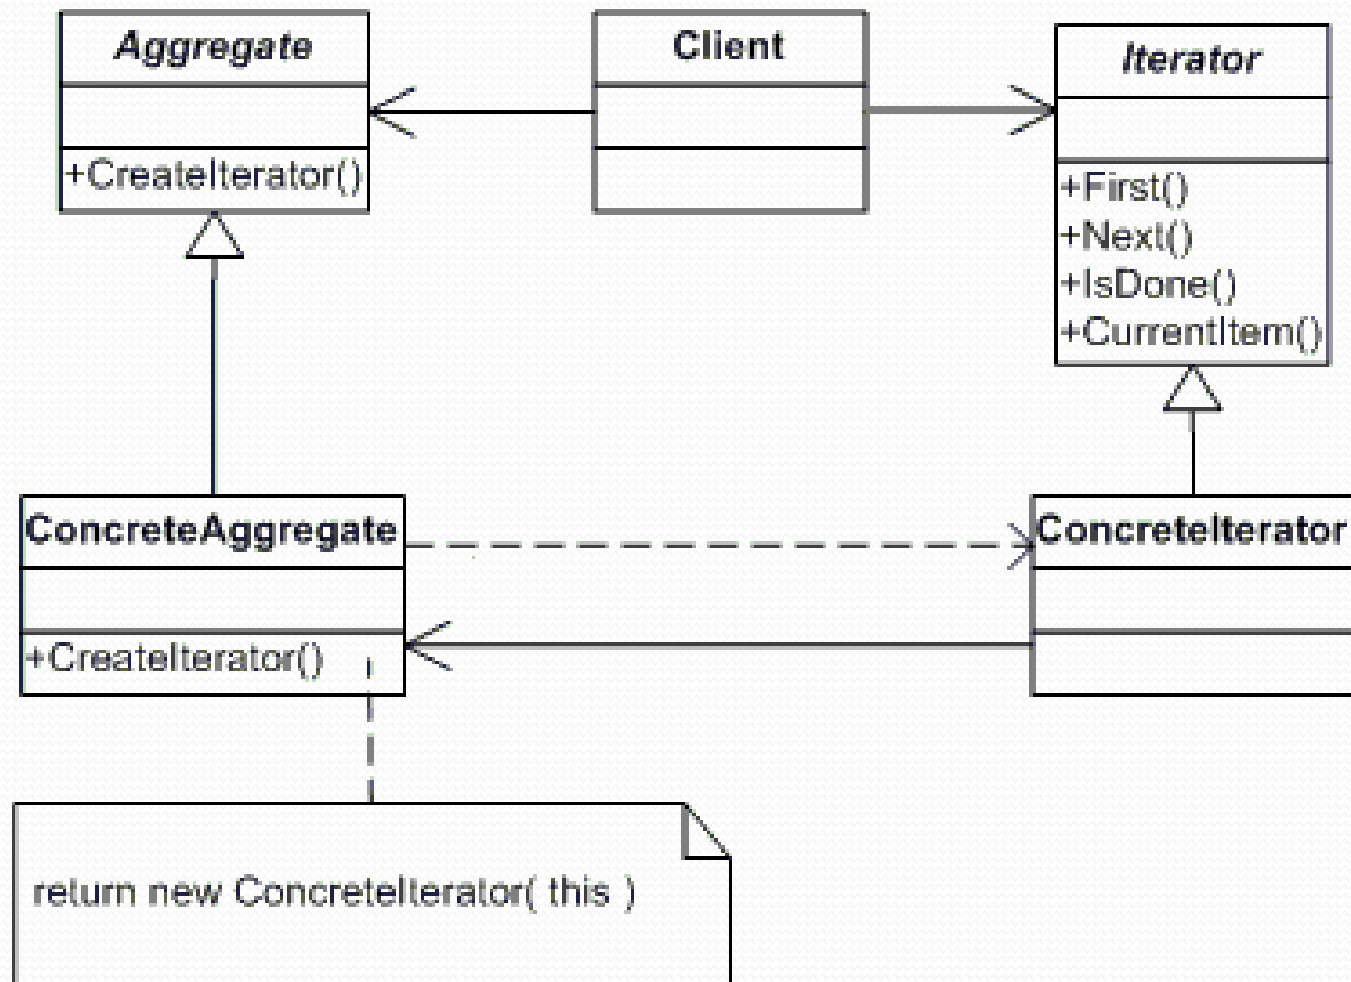 Aggregate
+CreateIterator()
Client
Iterator
+First()
+Next()
+IsDone()
+CurrentItem()
ConcreteAggregate
+CreateIterator()
ConcreteIterator
return new ConcreteIterator( this )